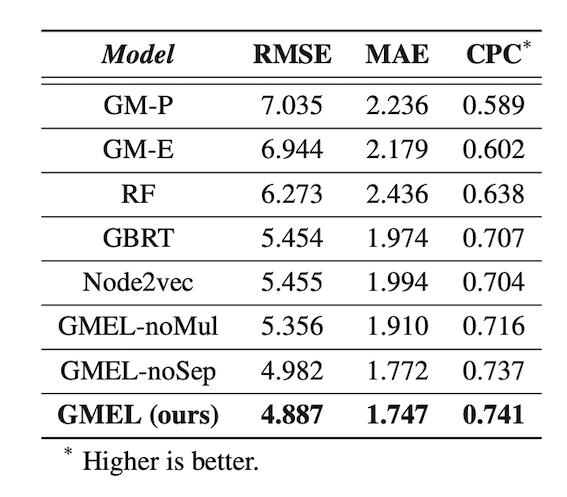 Model RMSE MAE CPC*
GM-P 7.035 2.236 0.589
GM-E 6.944 2.179 0.602
RF 6.273 2.436 0.638
GBRT 5.454 1.974 0.707
Node2vec 5.455 1.994 0.704
GMEL-noMul 5.356 1.910 0.716
GMEL-noSep 4.982 1.772 0.737
GMEL (ours) 4.887 1.747 0.741
* Higher is better.